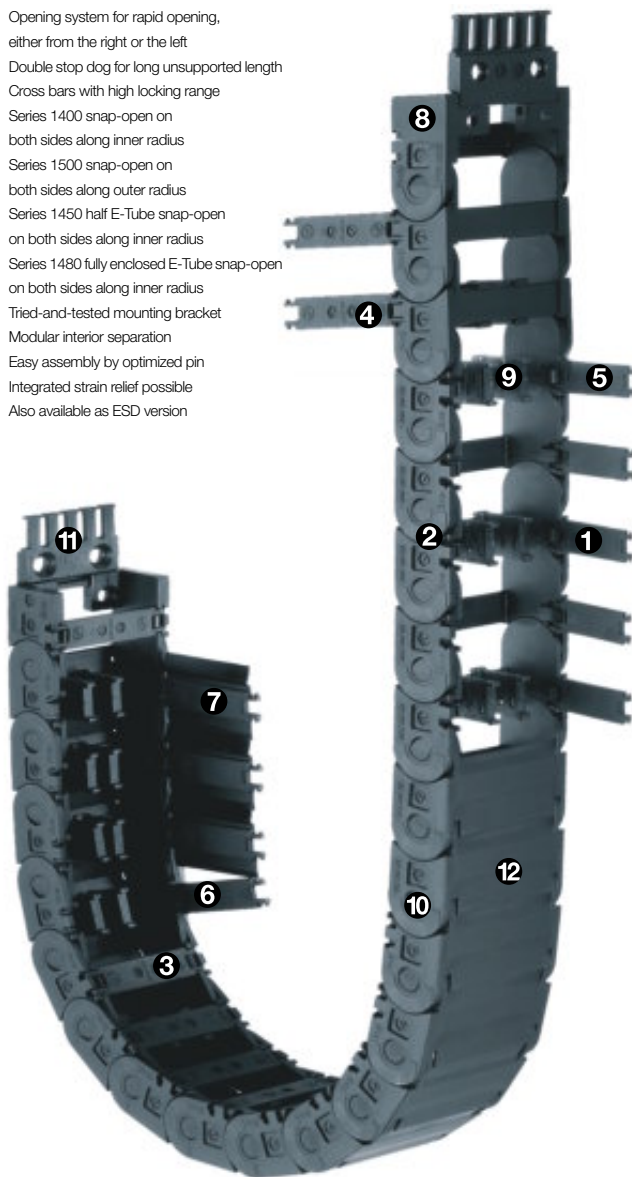 Opening system for rapid opening,
either from the right or the left
Double stop dog for long unsupported length
Cross bars with high locking range
Series 1400 snap-open on
both sides along inner radius
Series 1500 snap-open on
both sides along outer radius
Series 1450 half E-Tube snap-open
on both sides along inner radius
Series 1480 fully enclosed E-Tube snap-open
on both sides along inner radius
Tried-and-tested mounting bracket
Modular interior separation
Easy assembly by optimized pin
Integrated strain relief possible
Also available as ESD version
8
4
9
5
11
2
1
7
12
6
10
3